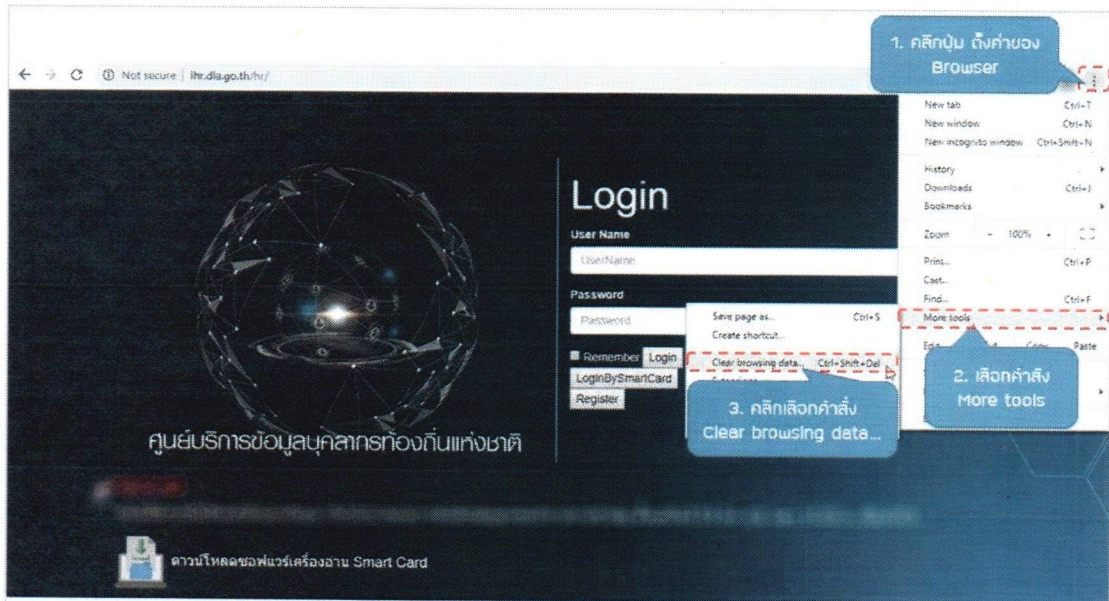 1. คลิกปุ่ม ตั้งค่าของ
Browser
Not secure | lhr.dla.go.th/hr/
New tab Ctrl+T
New window Ctrl+N
New incognito window Ctrl+Shift+N
History
Downloads Ctrl+J
Bookmarks
Zoom - 100% +
Print... Ctrl+P
Cast...
Find... Ctrl+F
More tools
Copy Paste
2. เลือกคำสั่ง
More tools
Login
User Name
UserName
Password
Password
Remember Login
LoginBySmartCard
Register
Save page as... Ctrl+S
Create shortcut...
Clear browsing data... Ctrl+Shift+Del
3. คลิกเลือกคำสั่ง
Clear browsing data...
ศูนย์บริการข้อมูลบุคลากรท้องถิ่นแห่งชาติ
ดาวน์โหลดซอฟแวร์เครื่องอ่าน Smart Card